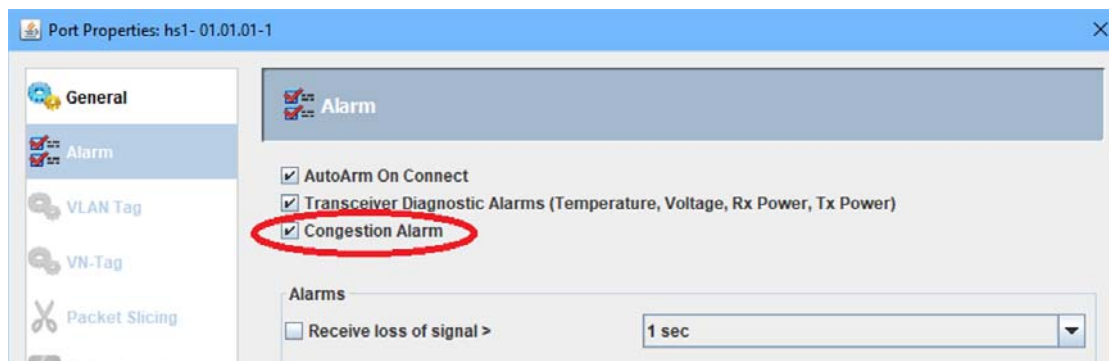 Port Properties: hs1- 01.01.01-1
General
Alarm
VLAN Tag
VN-Tag
Packet Slicing
Alarm
AutoArm On Connect
Transceiver Diagnostic Alarms (Temperature, Voltage, Rx Power, Tx Power)
Congestion Alarm
Alarms
Receive loss of signal > 1 sec